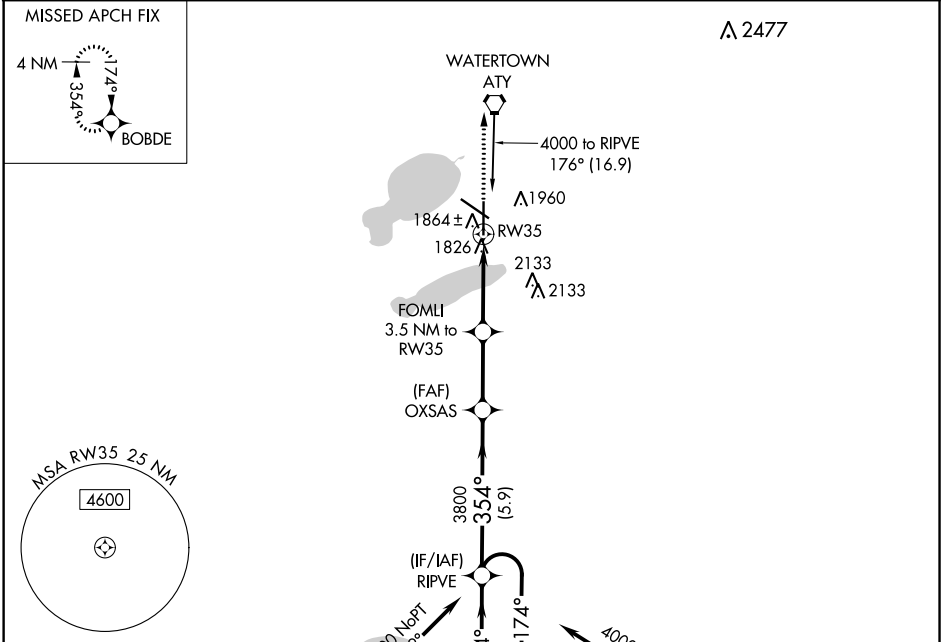 MISSED APCH FIX
4 NM
174°
354°
BOBDE
2477
WATERTOWN
ATY
4000 to RIPVE
176° (16.9)
1960
1864 ±
RW35
1826
2133
2133
FOMLI
3.5 NM to
RW35
(FAF)
OXSAS
MSA RW35 25 NM
4600
3800
354°
(5.9)
(IF/IAF)
RIPVE
NoPT
174°